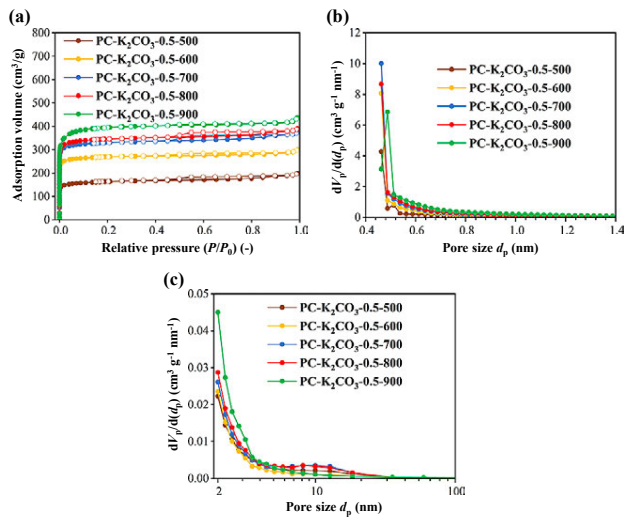 (a)
800
700
600
500
400
300
200
100
0
Adsorption volume (cm³/g)
PC-K₂CO₃-0.5-500
PC-K₂CO₃-0.5-600
PC-K₂CO₃-0.5-700
PC-K₂CO₃-0.5-800
PC-K₂CO₃-0.5-900
0 0.2 0.4 0.6 0.8 1.0
Relative pressure (P/P₀) (-)
(b)
12
10
8
6
4
2
0
dVₚ/d(dₚ) (cm³ g⁻¹ nm⁻¹)
PC-K₂CO₃-0.5-500
PC-K₂CO₃-0.5-600
PC-K₂CO₃-0.5-700
PC-K₂CO₃-0.5-800
PC-K₂CO₃-0.5-900
0.4 0.6 0.8 1.0 1.2 1.4
Pore size dₚ (nm)
(c)
0.05
0.04
0.03
0.02
0.01
0.00
dVₚ/d(dₚ) (cm³ g⁻¹ nm⁻¹)
PC-K₂CO₃-0.5-500
PC-K₂CO₃-0.5-600
PC-K₂CO₃-0.5-700
PC-K₂CO₃-0.5-800
PC-K₂CO₃-0.5-900
2 10 100
Pore size dₚ (nm)